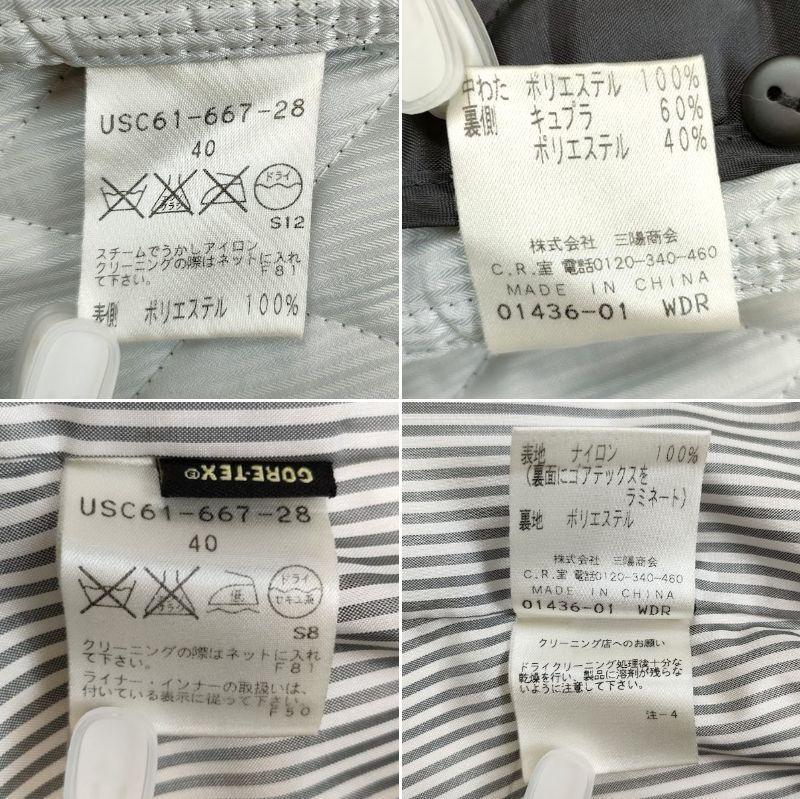 USC61-667-28
40
エンソ
サラシ
ドライ
S12
スチームでうかしアイロン
クリーニングの際はネットに入れ
て下さい。 F81
表側 ポリエステル 100%
中わた ポリエステル 100%
裏側 キュプラ 60%
ポリエステル 40%
株式会社 三陽商会
C.R.室 電話0120-340-460
MADE IN CHINA
01436-01 WDR
GORE-TEX®
USC61-667-28
40
エンソ
サラシ
低
ドライ
セキユ系
S8
クリーニングの際はネットに入れ
て下さい。 F81
ライナー・インナーの取扱いは、
付いている表示に従って下さい。
F50
表地 ナイロン 100%
(裏面にゴアテックスを
ラミネート)
裏地 ポリエステル
株式会社 三陽商会
C.R.室 電話0120-340-460
MADE IN CHINA
01436-01 WDR
クリーニング店へのお願い
ドライクリーニング処理後十分な
乾燥を行い、製品に溶剤が残らな
いように注意して下さい。
注-4